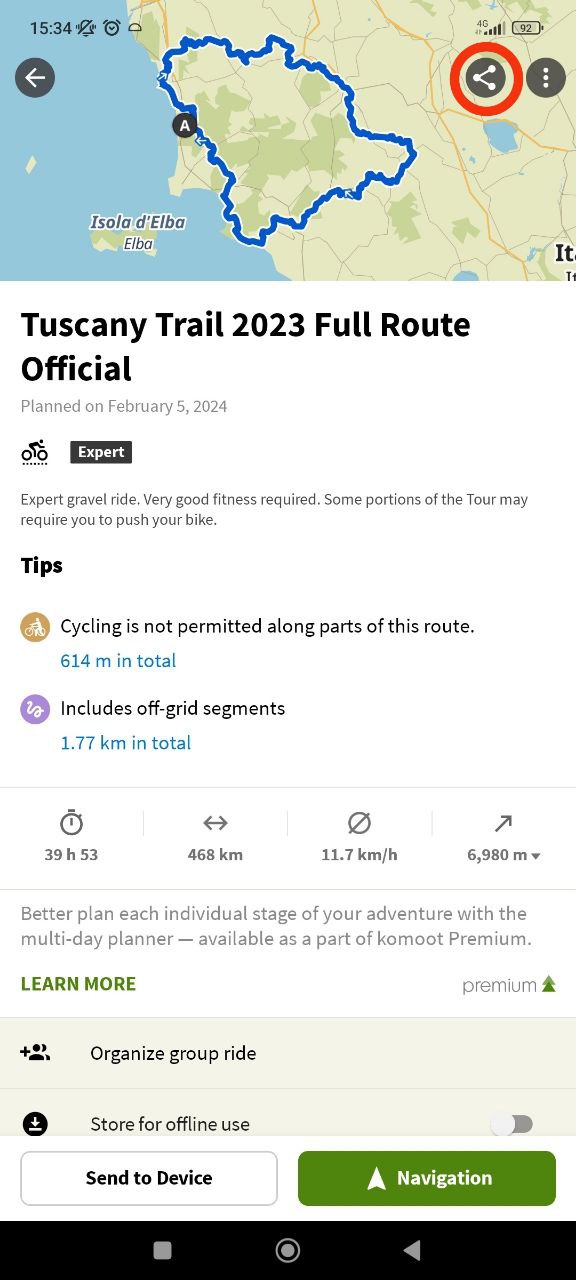 15:34
4G
92
A
Isola d'Elba
Elba
Ita
It
Tuscany Trail 2023 Full Route
Official
Planned on February 5, 2024
Expert
Expert gravel ride. Very good fitness required. Some portions of the Tour may
require you to push your bike.
Tips
Cycling is not permitted along parts of this route.
614 m in total
Includes off-grid segments
1.77 km in total
39 h 53
468 km
11.7 km/h
6,980 m
Better plan each individual stage of your adventure with the
multi-day planner — available as a part of komoot Premium.
LEARN MORE
premium
Organize group ride
Store for offline use
Send to Device
Navigation